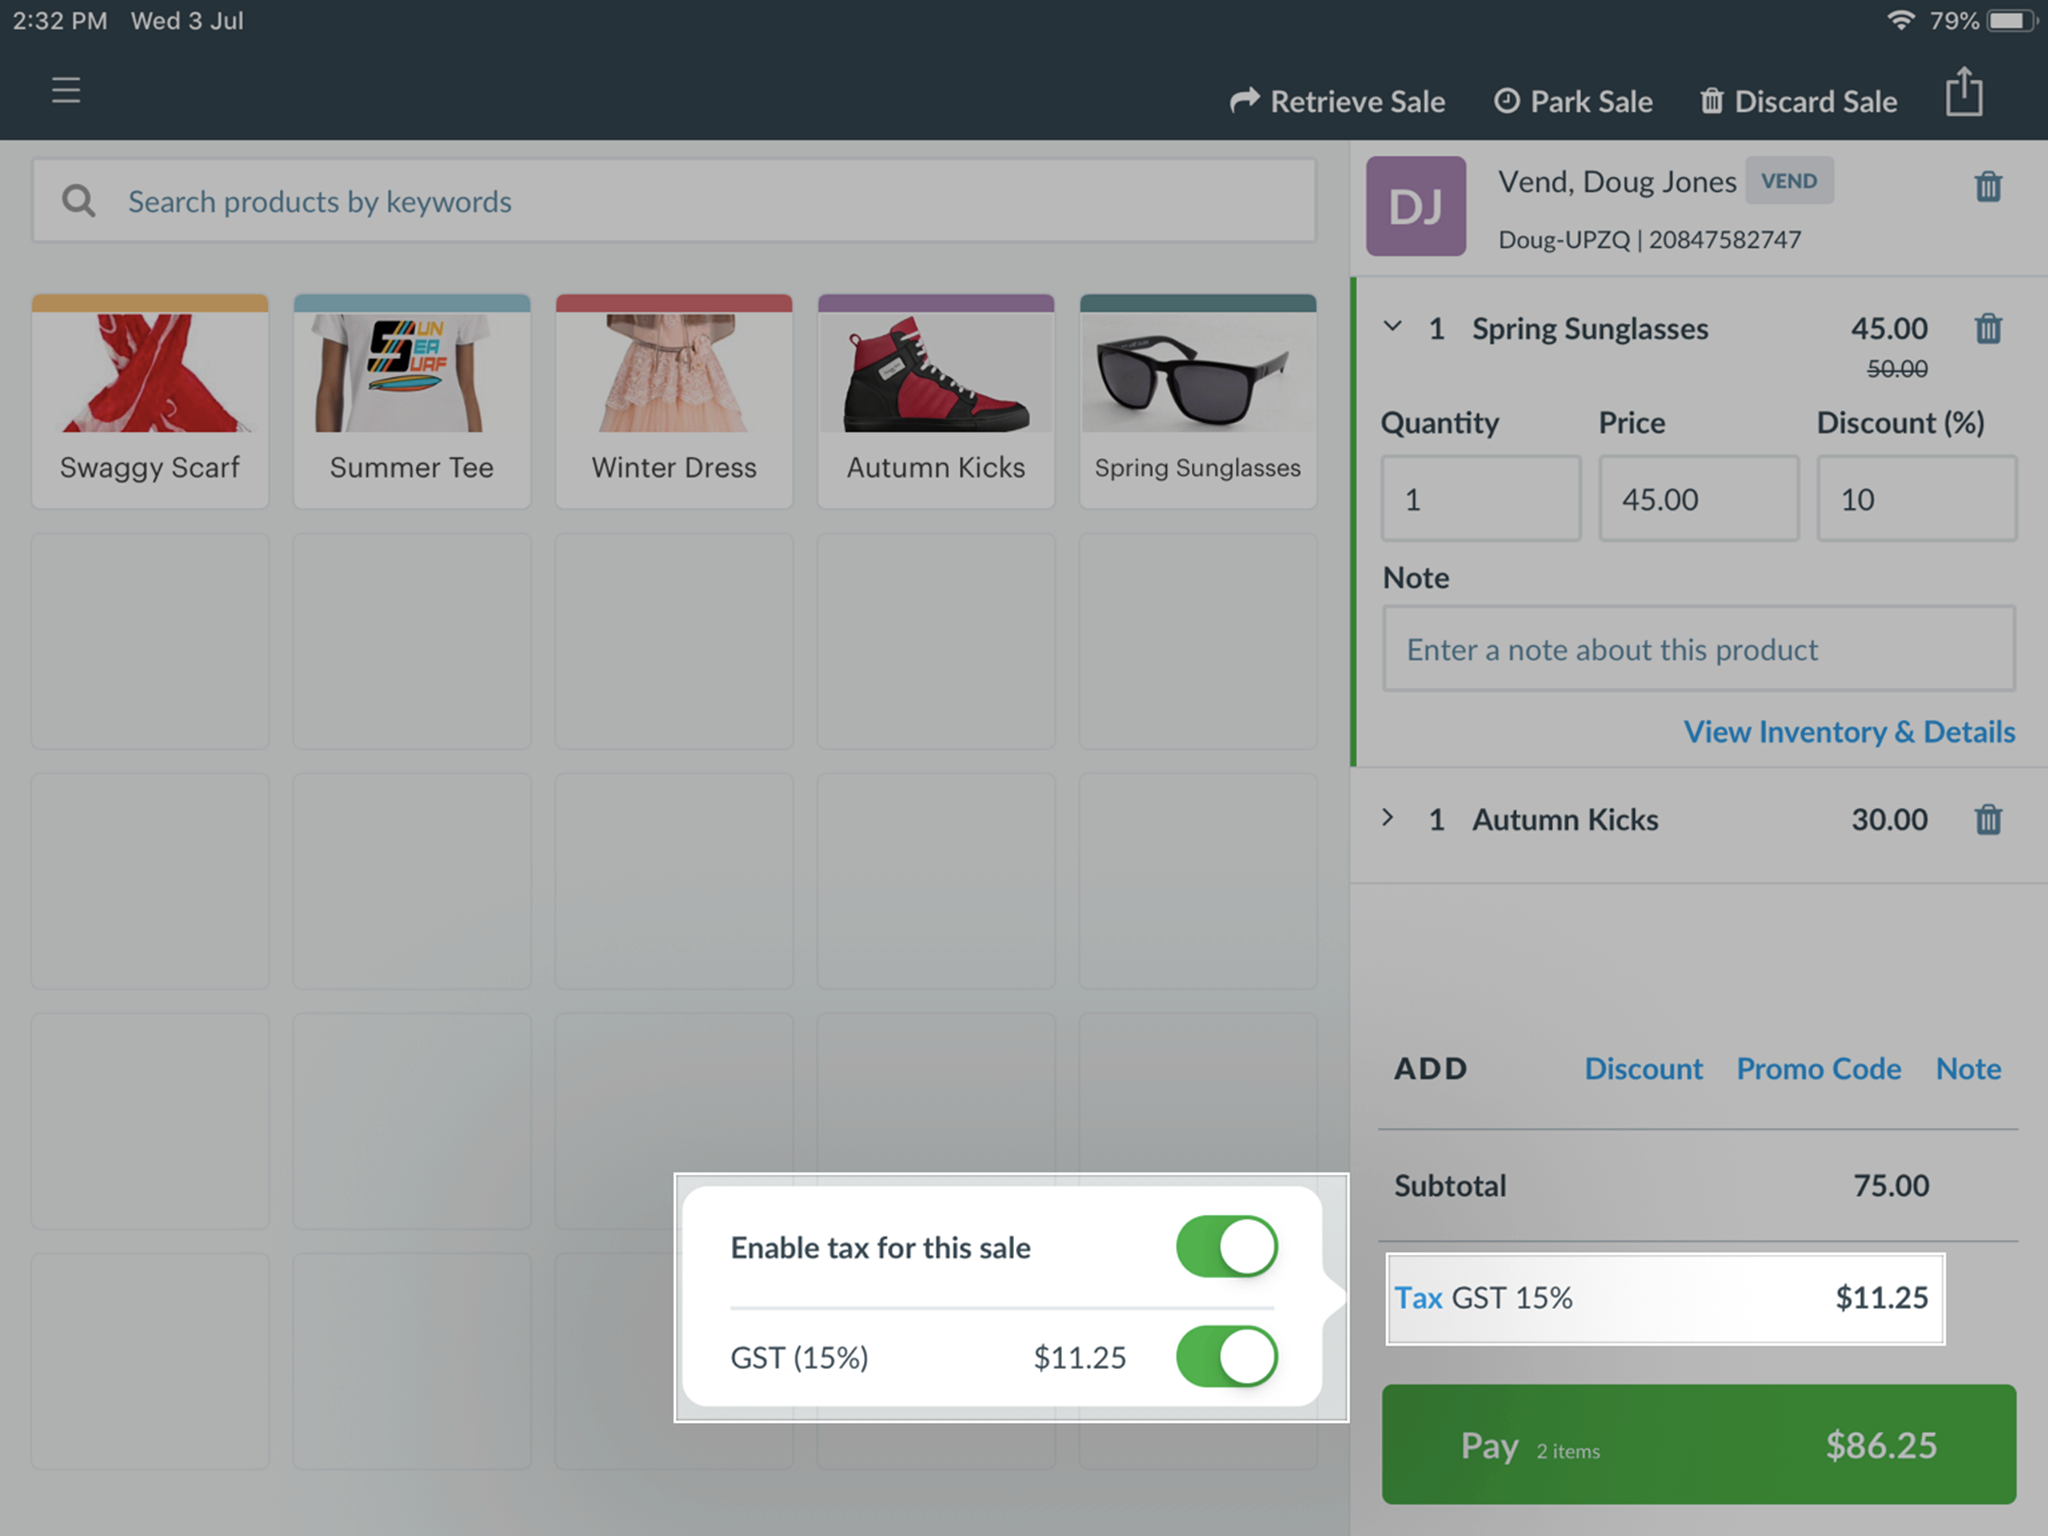 2:32 PM Wed 3 Jul
79%
Retrieve Sale Park Sale Discard Sale
Search products by keywords
UN
S EA
URF
Swaggy Scarf
Summer Tee
Winter Dress
Autumn Kicks
Spring Sunglasses
DJ
Vend, Doug Jones VEND
Doug-UPZQ | 20847582747
1 Spring Sunglasses 45.00
50.00
Quantity Price Discount (%)
1 45.00 10
Note
Enter a note about this product
View Inventory & Details
1 Autumn Kicks 30.00
ADD Discount Promo Code Note
Subtotal 75.00
Tax GST 15% $11.25
Enable tax for this sale
GST (15%) $11.25
Pay 2 items $86.25